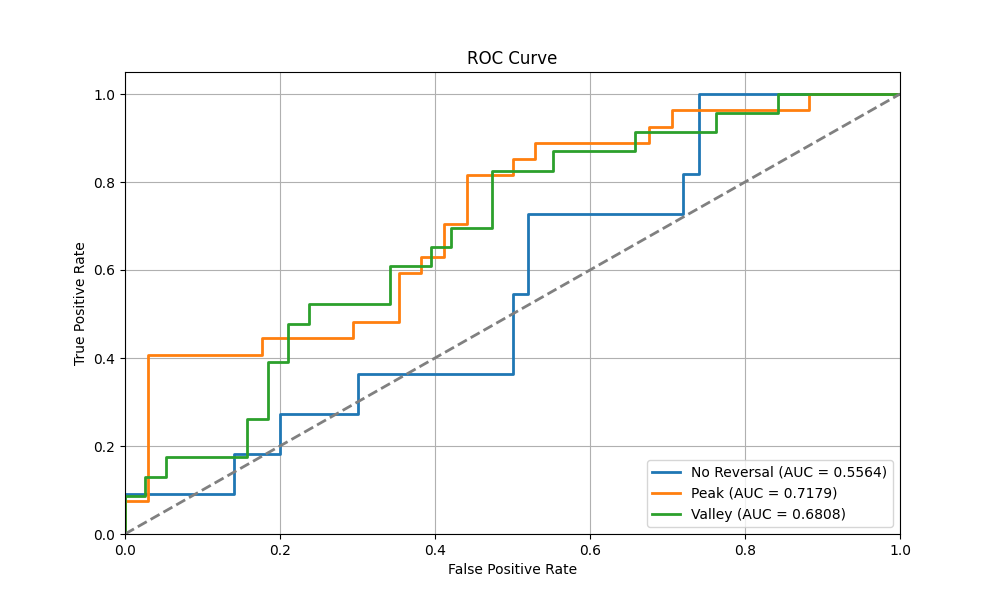 ROC Curve
True Positive Rate
1.0
0.8
0.6
0.4
0.2
0.0
0.0 0.2 0.4 0.6 0.8 1.0
False Positive Rate
No Reversal (AUC = 0.5564)
Peak (AUC = 0.7179)
Valley (AUC = 0.6808)